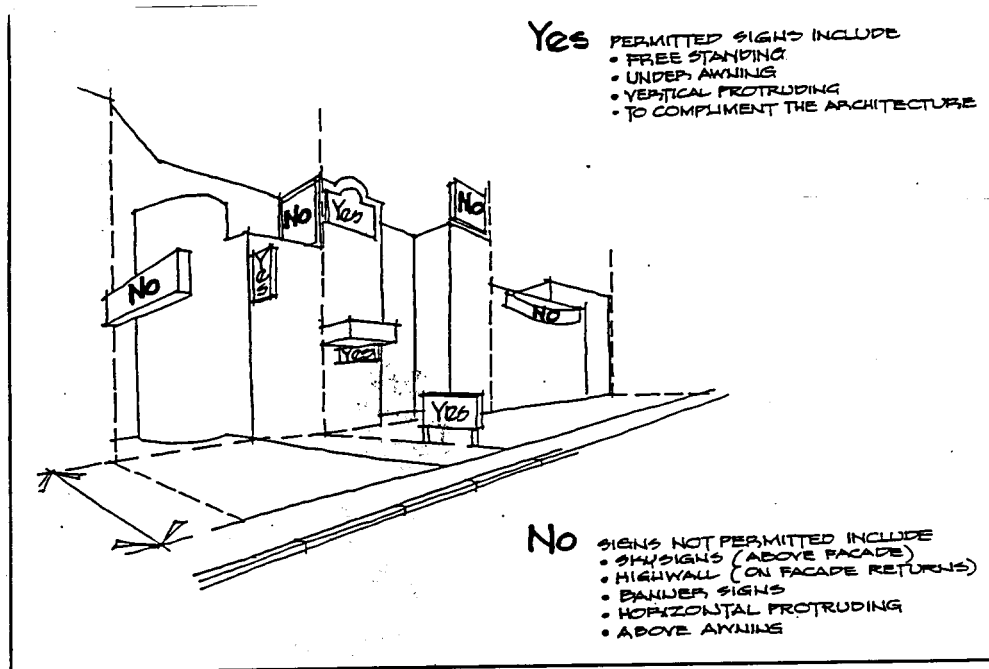 Yes PERMITTED SIGNS INCLUDE
• FREE STANDING
• UNDER AWNING
• VERTICAL PROTRUDING
• TO COMPLIMENT THE ARCHITECTURE
No
Yes
No
Yes
No
No
Yes
Yes
No SIGNS NOT PERMITTED INCLUDE
• SKYSIGNS (ABOVE FACADE)
• HIGHWALL (ON FACADE RETURNS)
• BANNER SIGNS
• HORIZONTAL PROTRUDING
• ABOVE AWNING